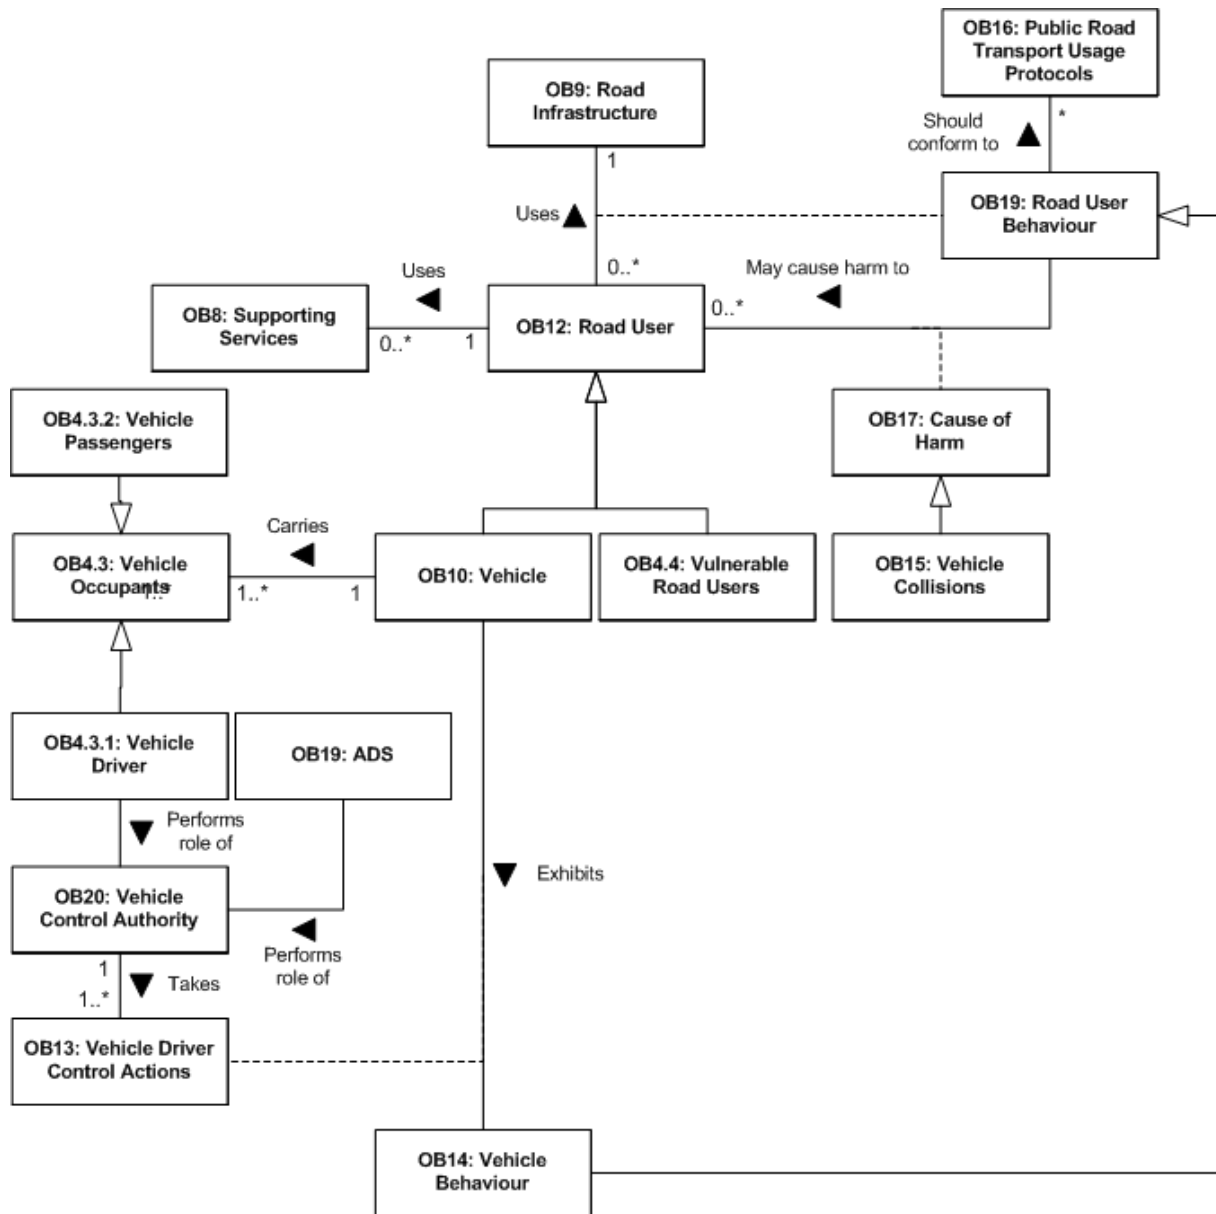 OB16: Public Road
Transport Usage
Protocols
OB9: Road
Infrastructure
*
Should
conform to
1
OB19: Road User
Behaviour
Uses
0..*
May cause harm to
Uses
0..*
OB8: Supporting
Services
OB12: Road User
0..*
1
OB4.3.2: Vehicle
Passengers
OB17: Cause of
Harm
Carries
OB4.3: Vehicle
Occupants
1..*
1..*
1
OB10: Vehicle
OB4.4: Vulnerable
Road Users
OB15: Vehicle
Collisions
OB4.3.1: Vehicle
Driver
OB19: ADS
Performs
role of
Exhibits
OB20: Vehicle
Control Authority
Performs
role of
1
Takes
1..*
OB13: Vehicle Driver
Control Actions
OB14: Vehicle
Behaviour